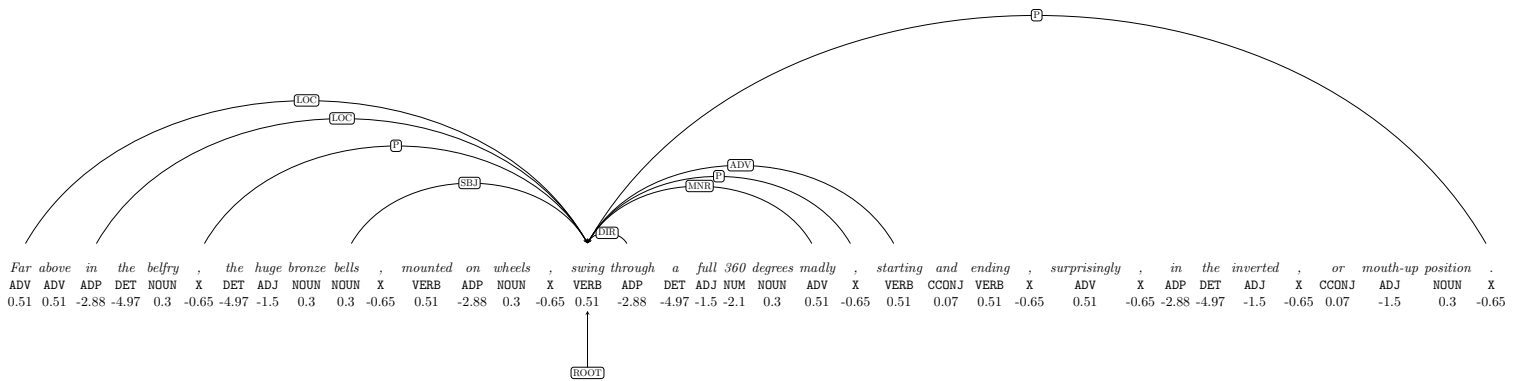 P
LOC
LOC
P
ADV
P
SBJ
MNR
DIR
Far above in the belfry , the huge bronze bells , mounted on wheels , swing through a full 360 degrees madly , starting and ending , surprisingly , in the inverted , or mouth-up position .
ADV ADV ADP DET NOUN X DET ADJ NOUN NOUN X VERB ADP NOUN X VERB ADP DET ADJ NUM NOUN ADV X VERB CCONJ VERB X ADV X ADP DET ADJ X CCONJ ADJ NOUN X
0.51 0.51 -2.88 -4.97 0.3 -0.65 -4.97 -1.5 0.3 0.3 -0.65 0.51 -2.88 0.3 -0.65 0.51 -2.88 -4.97 -1.5 -2.1 0.3 0.51 -0.65 0.51 0.07 0.51 -0.65 0.51 -0.65 -2.88 -4.97 -1.5 -0.65 0.07 -1.5 0.3 -0.65
ROOT